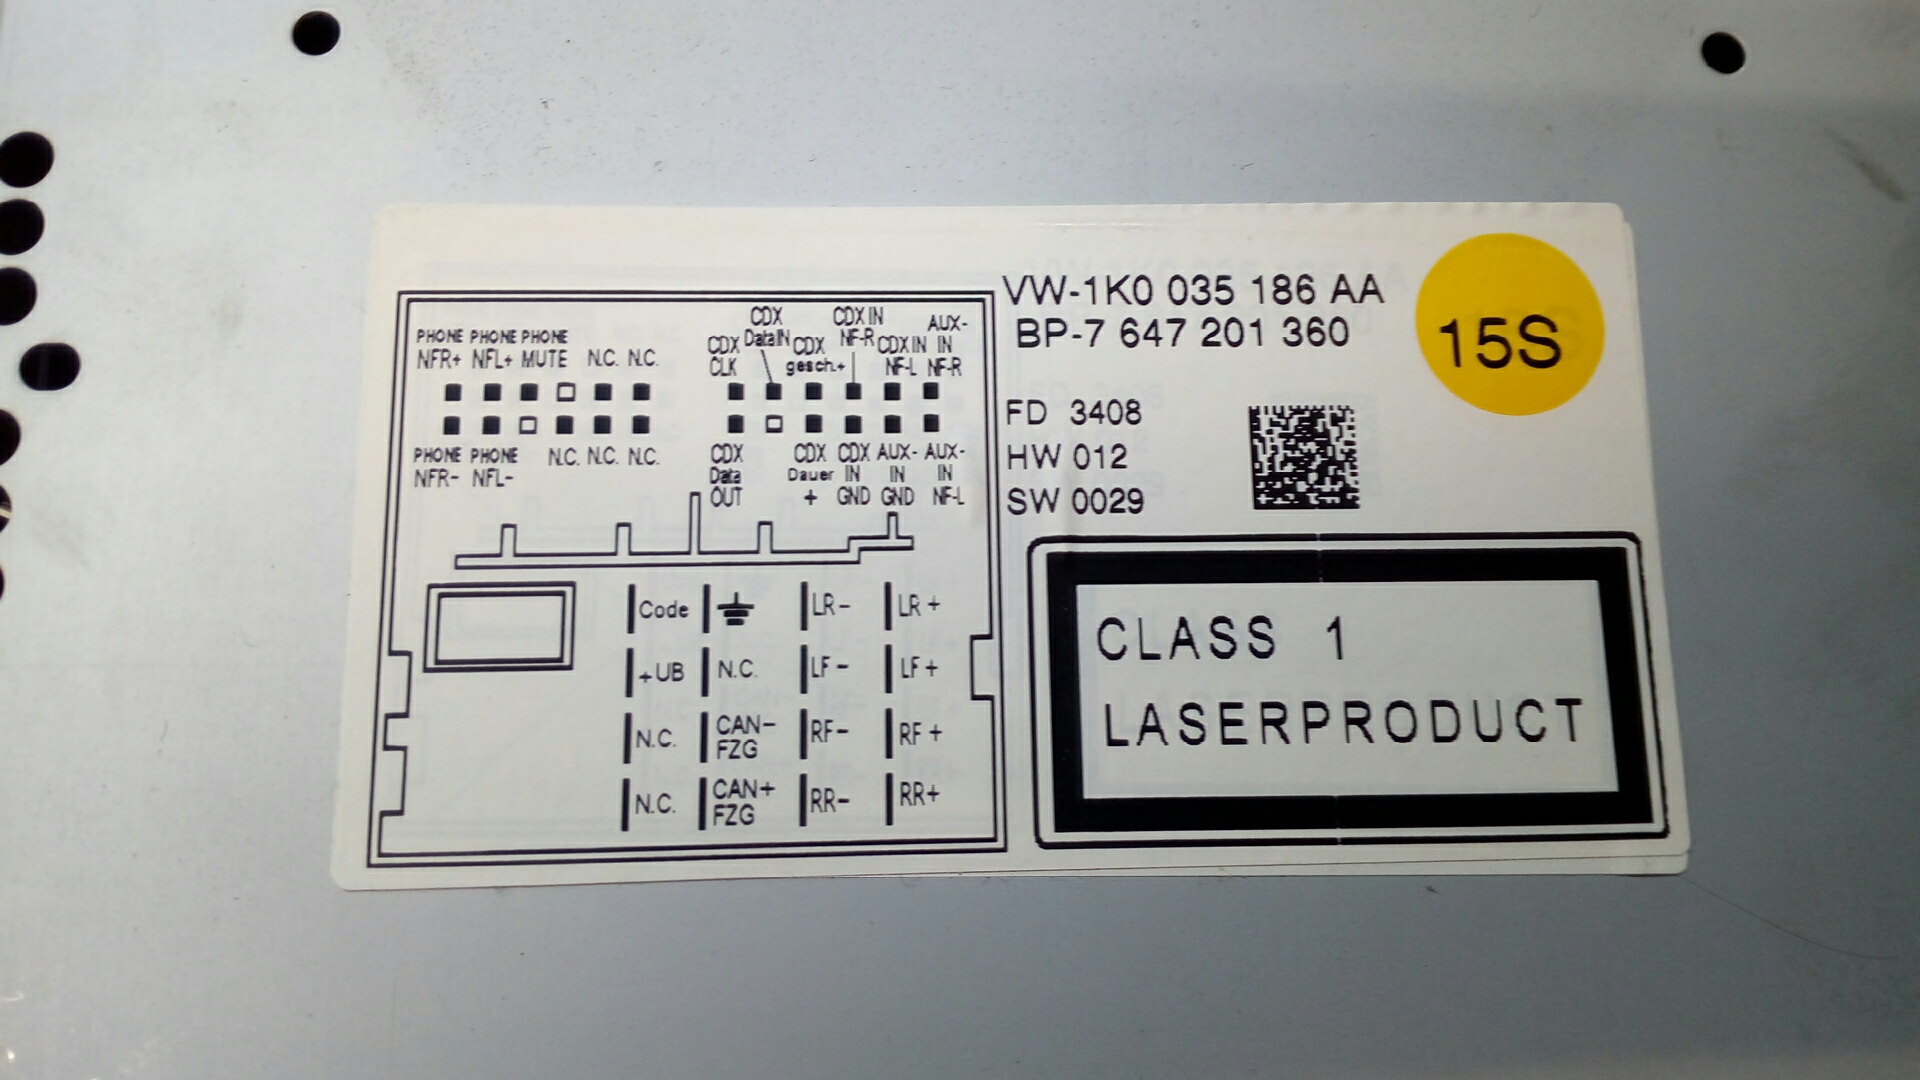 VW-1K0 035 186 AA
BP-7 647 201 360
15S
FD 3408
HW 012
SW 0029
CLASS 1
LASERPRODUCT
PHONE PHONE PHONE
NFR+ NFL+ MUTE N.C. N.C.
PHONE PHONE
NFR- NFL-
N.C. N.C. N.C.
CDX
CLK
CDX
Data IN
CDX
gesch.+
CDX IN
NF-R
CDX IN
NF-L
AUX-
IN
NF-R
CDX
Data
OUT
CDX
Dauer
+
CDX
IN
GND
AUX-
IN
GND
AUX-
IN
NF-L
Code LR- LR+
+UB N.C. LF- LF+
N.C. CAN- FZG RF- RF+
N.C. CAN+ FZG RR- RR+